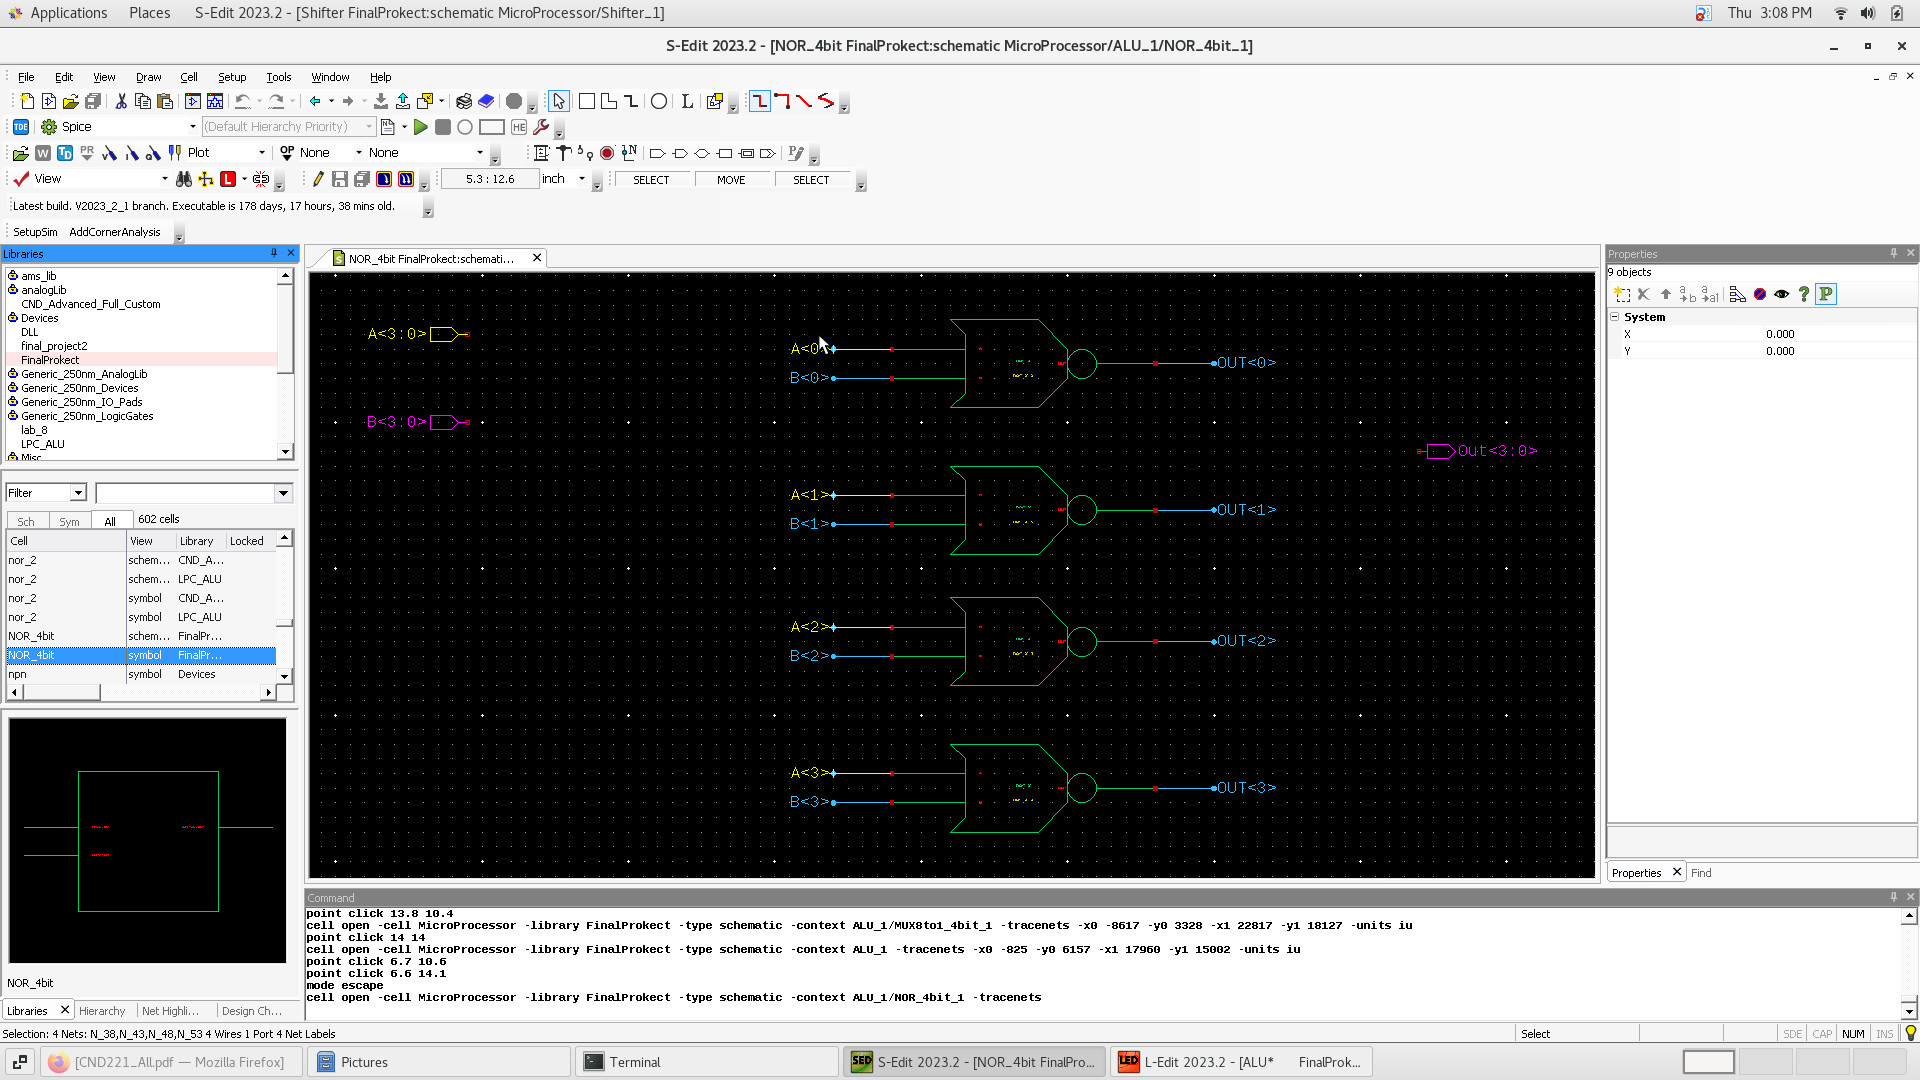 Applications Places S-Edit 2023.2 - [Shifter FinalProkect:schematic MicroProcessor/Shifter_1] Thu 3:08 PM
S-Edit 2023.2 - [NOR_4bit FinalProkect:schematic MicroProcessor/ALU_1/NOR_4bit_1]
File Edit View Draw Cell Setup Tools Window Help
TDE Spice (Default Hierarchy Priority) HE
W TD PR Plot OP None None
View L 5.3 : 12.6 inch SELECT MOVE SELECT
Latest build. V2023_2_1 branch. Executable is 178 days, 17 hours, 38 mins old.
SetupSim AddCornerAnalysis
Libraries
ams_lib
analogLib
CND_Advanced_Full_Custom
Devices
DLL
final_project2
FinalProkect
Generic_250nm_AnalogLib
Generic_250nm_Devices
Generic_250nm_IO_Pads
Generic_250nm_LogicGates
lab_8
LPC_ALU
Misc
Filter
Sch Sym All 602 cells
Cell View Library Locked
nor_2 schem... CND_A...
nor_2 schem... LPC_ALU
nor_2 symbol CND_A...
nor_2 symbol LPC_ALU
NOR_4bit schem... FinalPr...
NOR_4bit symbol FinalPr...
npn symbol Devices
NOR_4bit
Libraries Hierarchy Net Highli... Design Ch...
NOR_4bit FinalProkect:schemati...
A<3:0>
B<3:0>
A<0>
B<0>
OUT<0>
A<1>
B<1>
OUT<1>
A<2>
B<2>
OUT<2>
A<3>
B<3>
OUT<3>
Out<3:0>
Properties
9 objects
System
X 0.000
Y 0.000
Properties Find
Command
point click 13.8 10.4
cell open -cell MicroProcessor -library FinalProkect -type schematic -context ALU_1/MUX8to1_4bit_1 -tracenets -x0 -8617 -y0 3328 -x1 22817 -y1 18127 -units iu
point click 14 14
cell open -cell MicroProcessor -library FinalProkect -type schematic -context ALU_1 -tracenets -x0 -825 -y0 6157 -x1 17960 -y1 15002 -units iu
point click 6.7 10.6
point click 6.6 14.1
mode escape
cell open -cell MicroProcessor -library FinalProkect -type schematic -context ALU_1/NOR_4bit_1 -tracenets
Selection: 4 Nets: N_38,N_43,N_48,N_53 4 Wires 1 Port 4 Net Labels Select SDE CAP NUM INS
[CND221_All.pdf — Mozilla Firefox] Pictures Terminal S-Edit 2023.2 - [NOR_4bit FinalPro... L-Edit 2023.2 - [ALU* FinalProk...